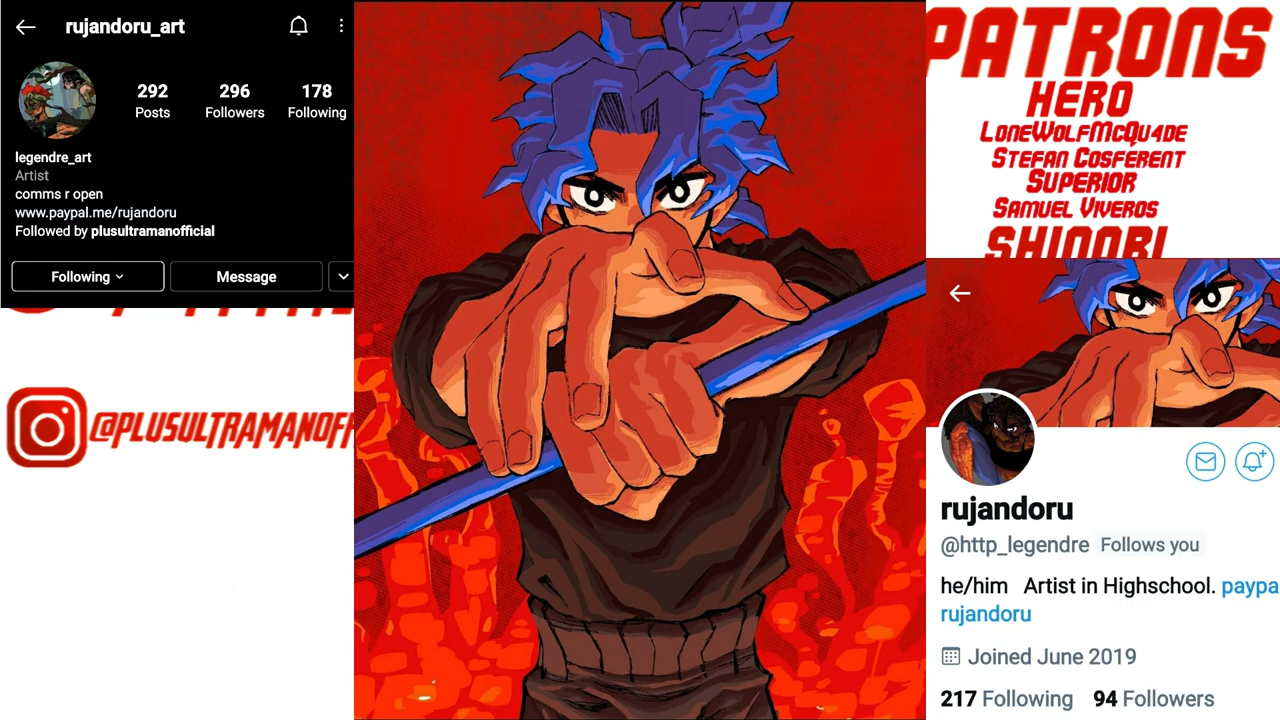 rujandoru_art
292
296
178
Posts
Followers
Following
legendre_art
Artist
comms r open
www.paypal.me/rujandoru
Followed by plusultramanofficial
Following
Message
@PLUSULTRAMANOFF
PATRONS
HERO
LONEWOLFMCQU4DE
STEFAN COSFERENT
SUPERIOR
SAMUEL VIVEROS
SHINOBI
rujandoru
@http_legendre Follows you
he/him Artist in Highschool. paypa
rujandoru
Joined June 2019
217 Following 94 Followers